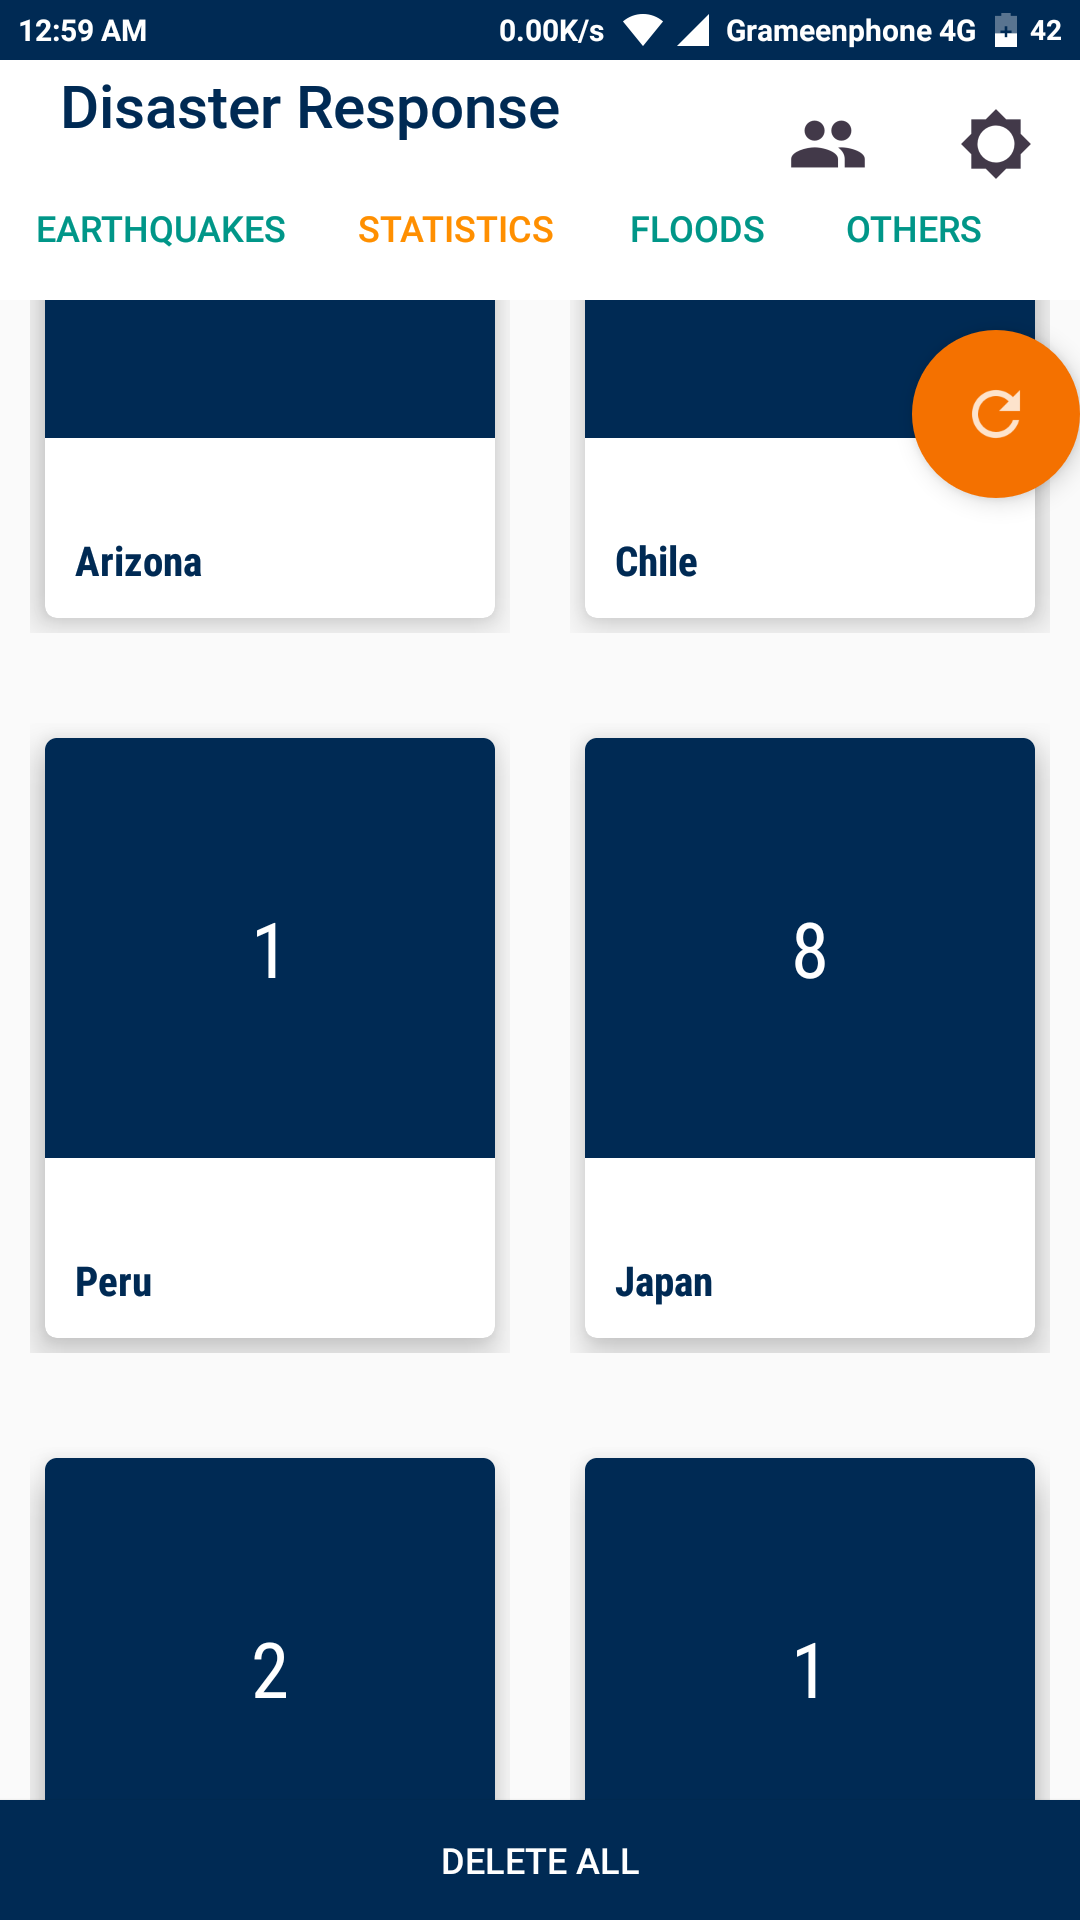 12:59 AM 0.00K/s Grameenphone 4G 42
Disaster Response
EARTHQUAKES STATISTICS FLOODS OTHERS
Arizona Chile
1 8
Peru Japan
2 1
DELETE ALL